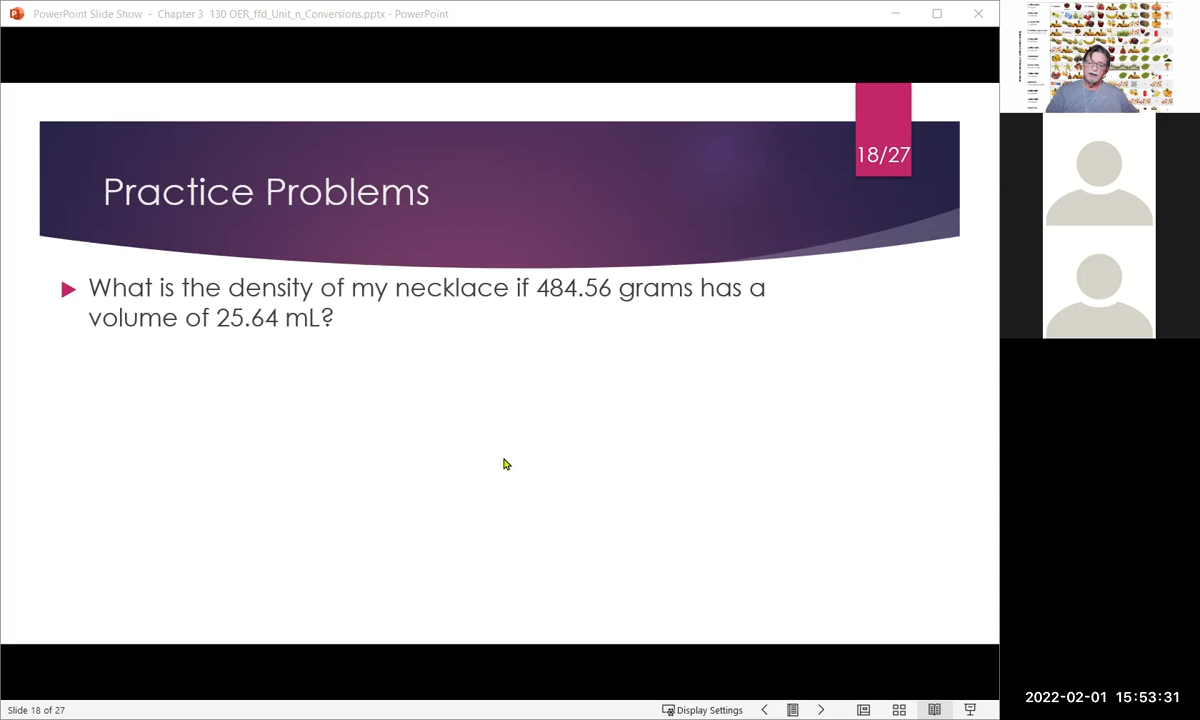 PowerPoint Slide Show - Chapter 3 130 OER_ffd_Unit_n_Conversions.pptx - PowerPoint
18/27
Practice Problems
What is the density of my necklace if 484.56 grams has a
volume of 25.64 mL?
Slide 18 of 27
Display Settings
2022-02-01 15:53:31